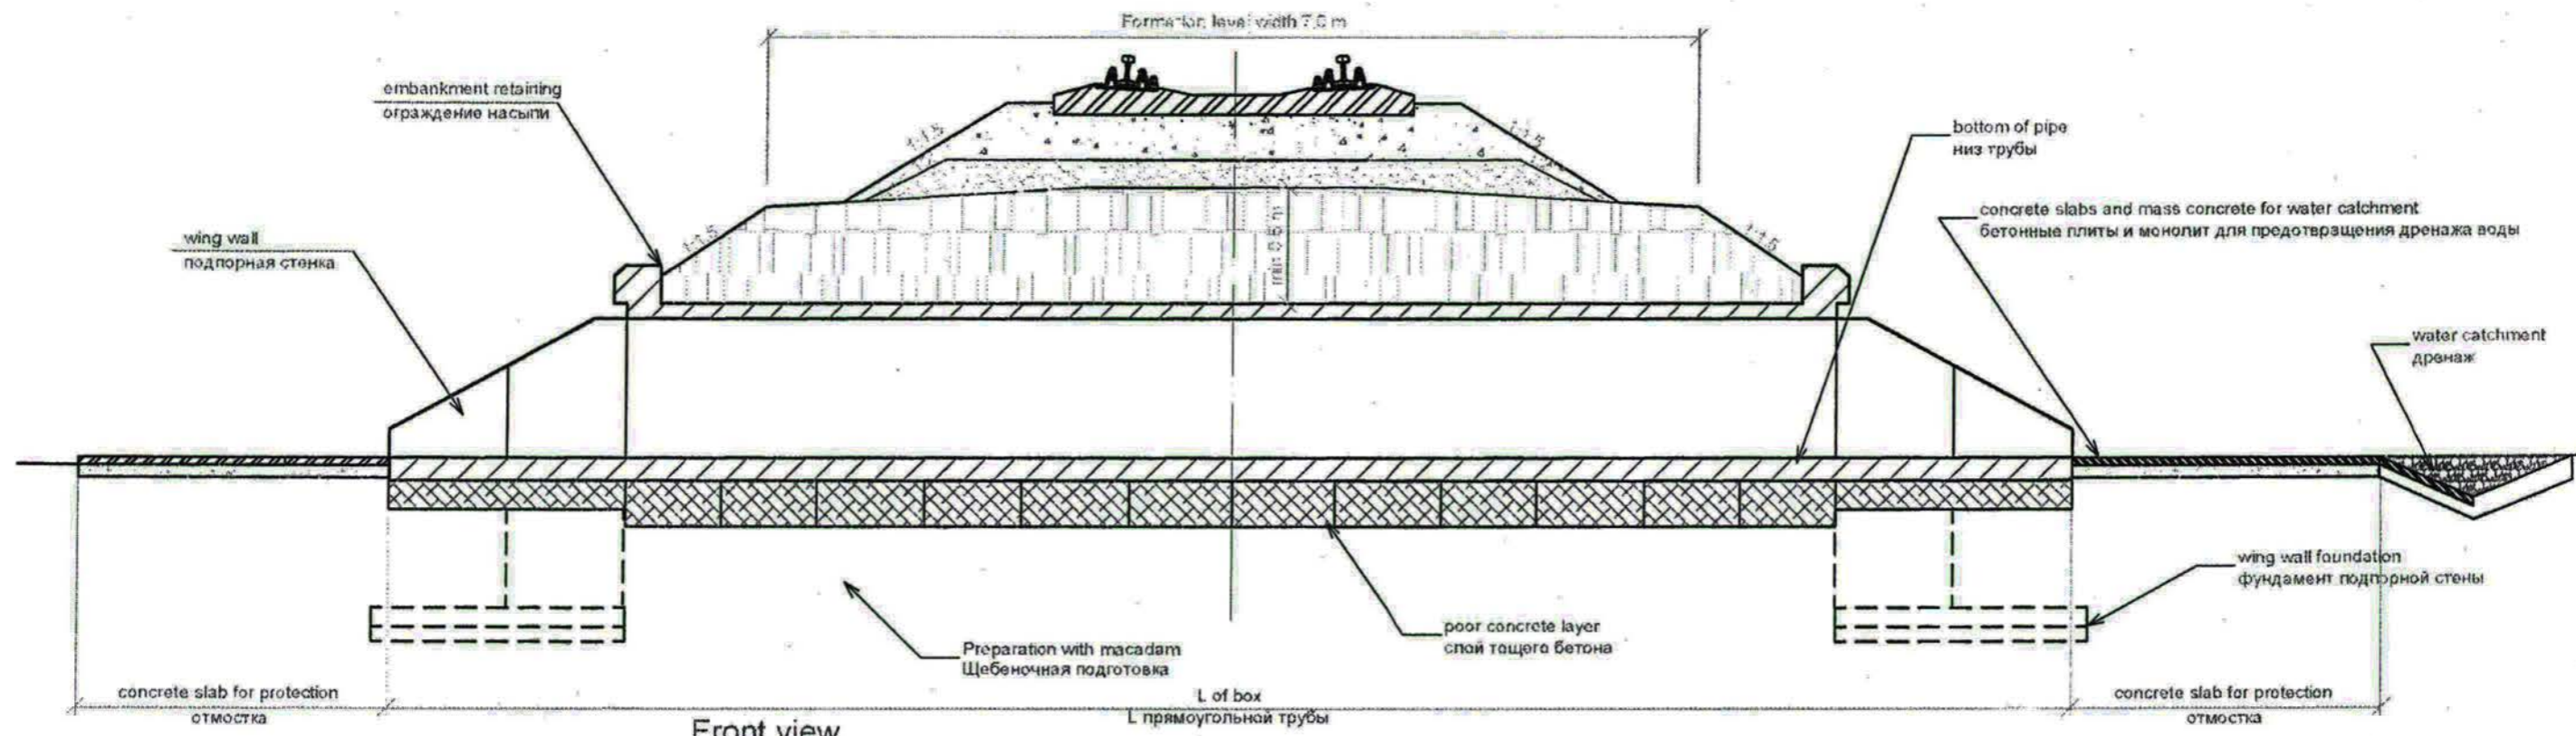 Formation level width 7.0 m
embankment retaining
ограждение насыпи
1:1.5
1:1.5
bottom of pipe
низ трубы
concrete slabs and mass concrete for water catchment
бетонные плиты и монолит для предотвращения дренажа воды
wing wall
подпорная стенка
1:1.5
1:1.5
min 0.5 m
water catchment
дренаж
wing wall foundation
фундамент подпорной стены
poor concrete layer
слой тощего бетона
Preparation with macadam
Щебеночная подготовка
concrete slab for protection
отмостка
L of box
L прямоугольной трубы
concrete slab for protection
отмостка
Front view